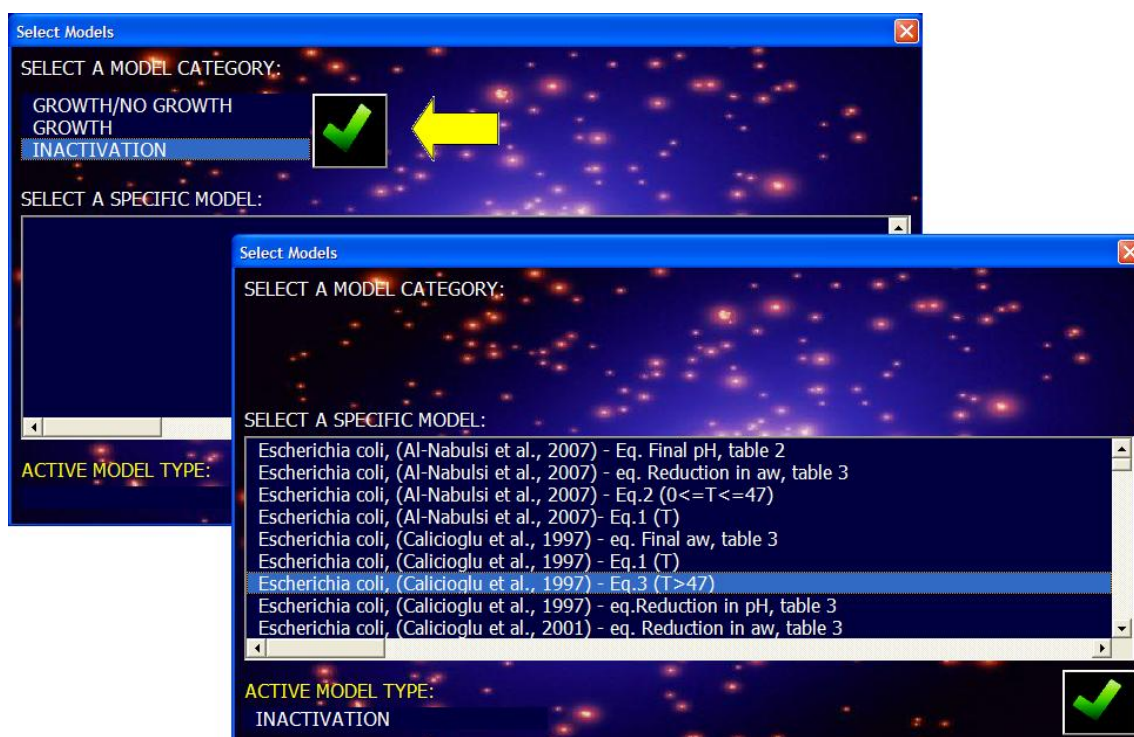 Select Models
SELECT A MODEL CATEGORY:
GROWTH/NO GROWTH
GROWTH
INACTIVATION
SELECT A SPECIFIC MODEL:
ACTIVE MODEL TYPE:
Select Models
SELECT A MODEL CATEGORY:
SELECT A SPECIFIC MODEL:
Escherichia coli, (Al-Nabulsi et al., 2007) - Eq. Final pH, table 2
Escherichia coli, (Al-Nabulsi et al., 2007) - eq. Reduction in aw, table 3
Escherichia coli, (Al-Nabulsi et al., 2007) - Eq.2 (0<=T<=47)
Escherichia coli, (Al-Nabulsi et al., 2007)- Eq.1 (T)
Escherichia coli, (Calicioglu et al., 1997) - eq. Final aw, table 3
Escherichia coli, (Calicioglu et al., 1997) - Eq.1 (T)
Escherichia coli, (Calicioglu et al., 1997) - Eq.3 (T>47)
Escherichia coli, (Calicioglu et al., 1997) - eq.Reduction in pH, table 3
Escherichia coli, (Calicioglu et al., 2001) - eq. Reduction in aw, table 3
ACTIVE MODEL TYPE:
INACTIVATION